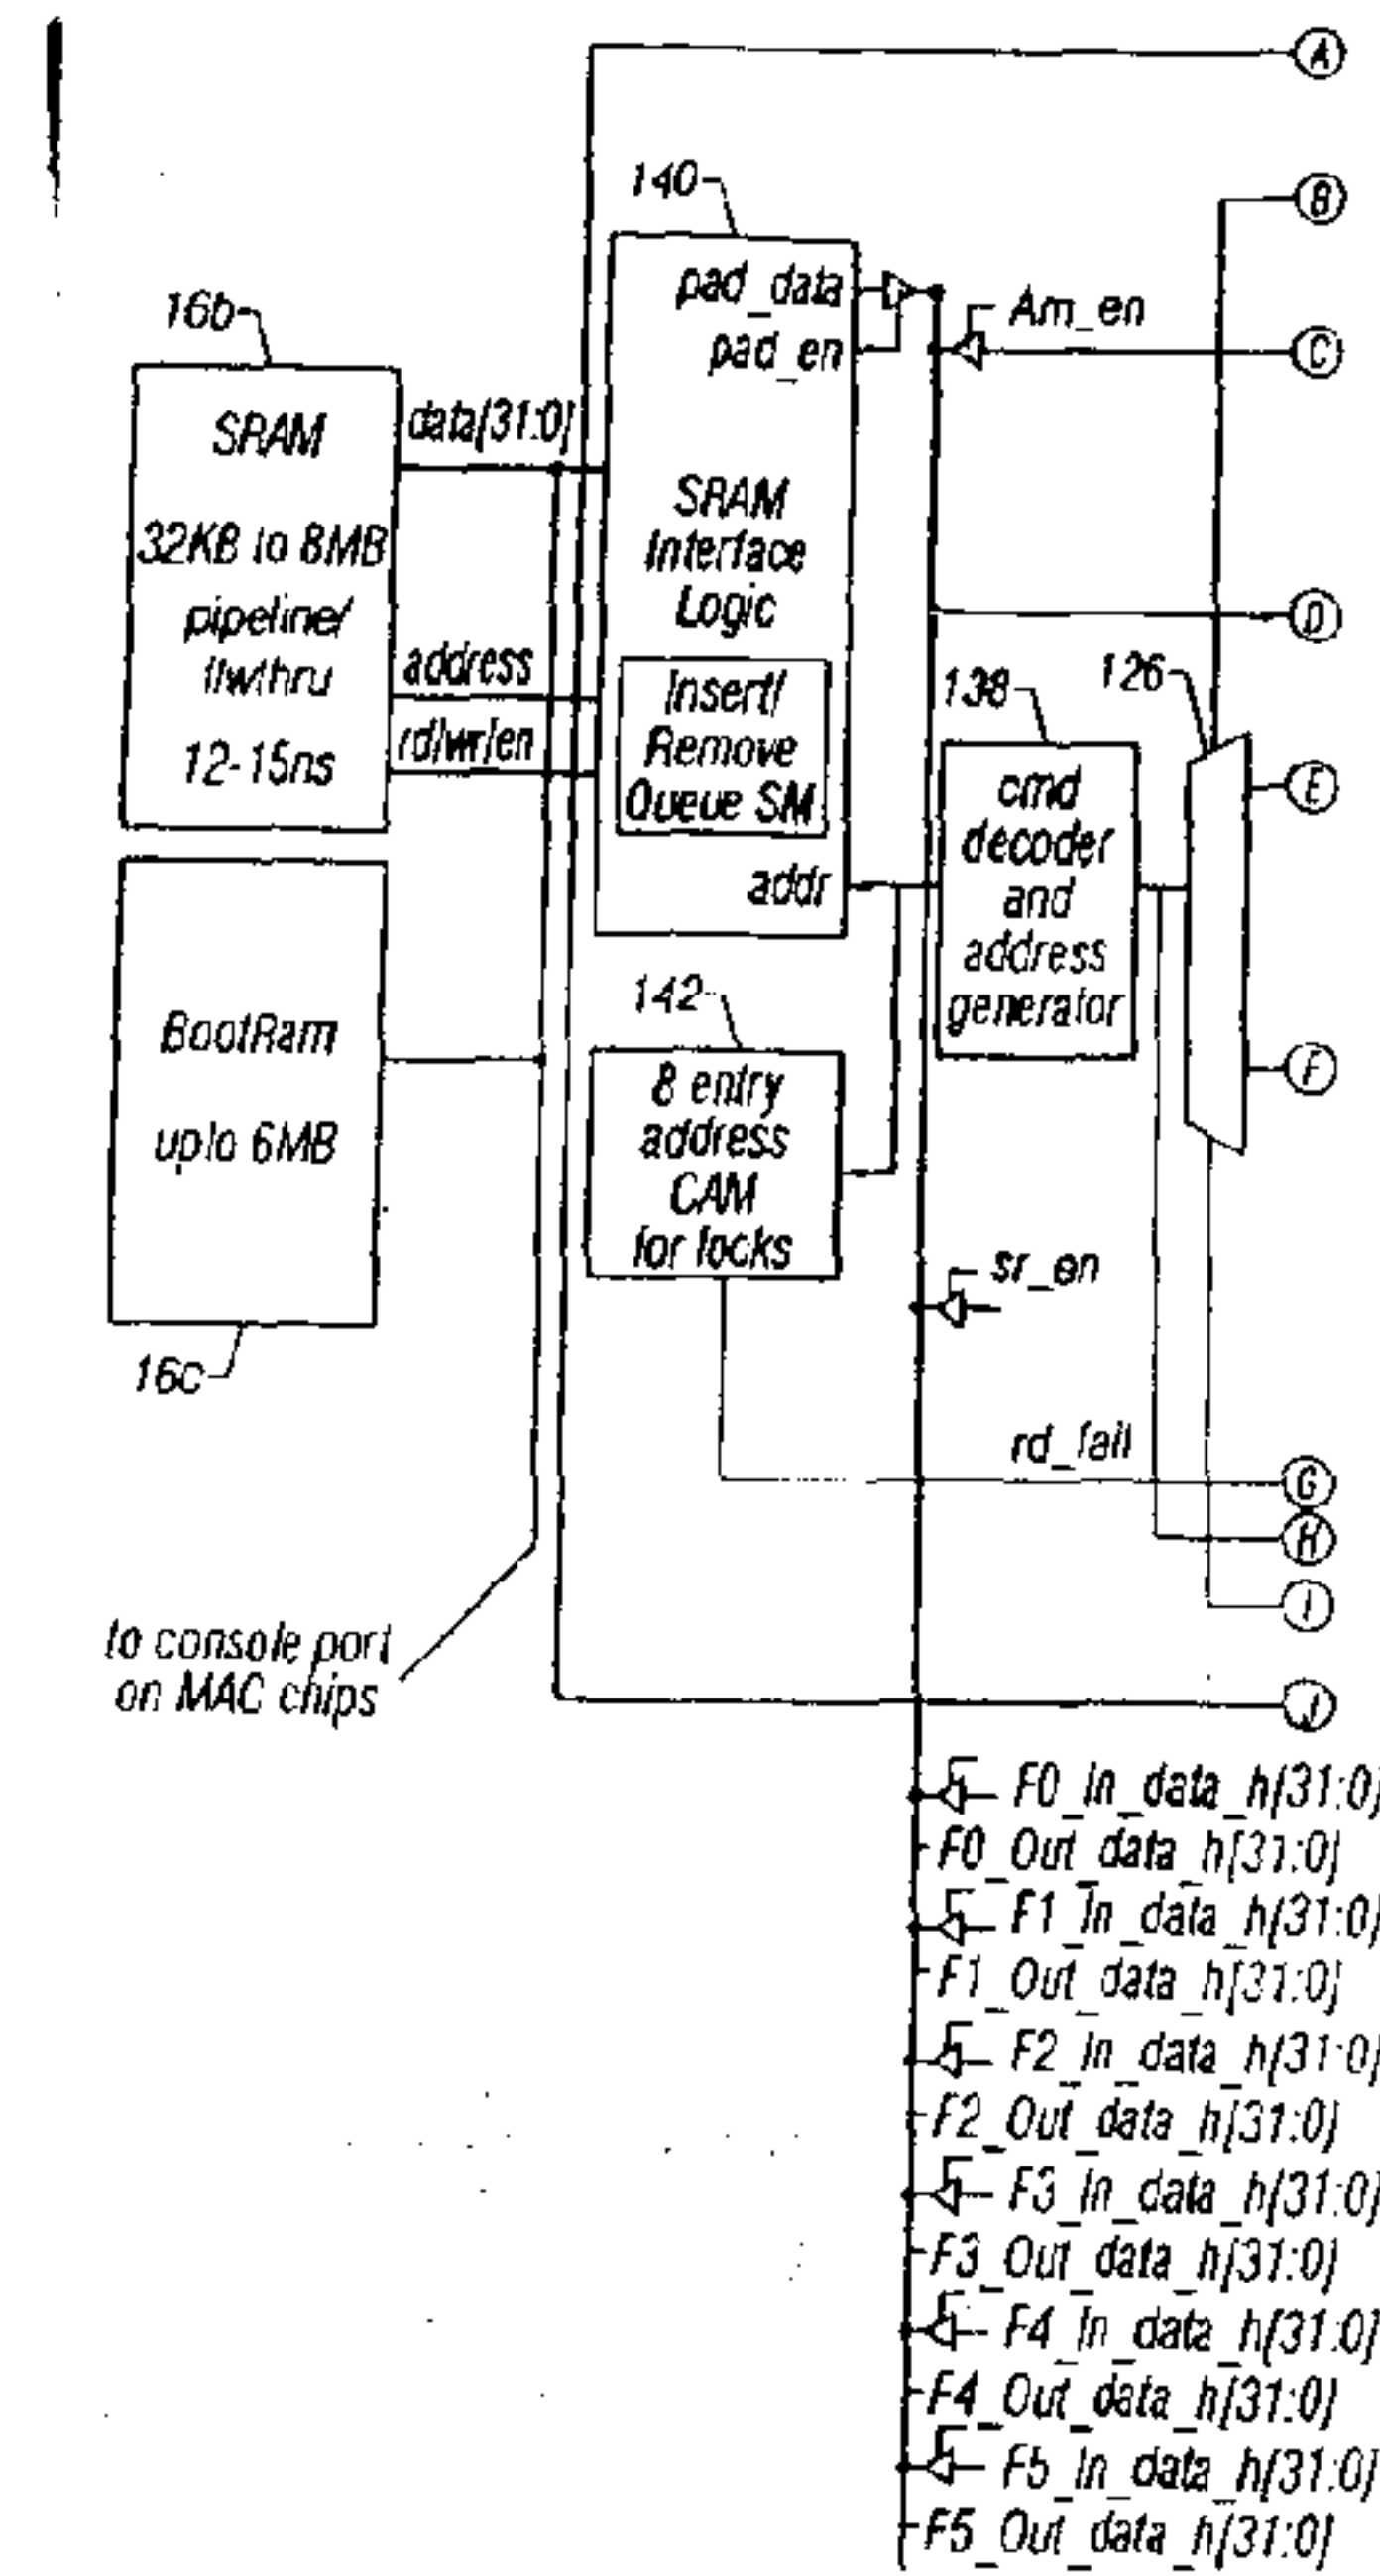 A
B
140
16b
pad_data
pad_en
Am_en
C
SRAM
32KB to 8MB
pipeline/
flwthru
12-15ns
data[31:0]
address
rd/wr/en
SRAM
Interface
Logic
Insert/
Remove
Queue SM
addr
D
138
126
cmd
decoder
and
address
generator
E
F
BootRam
upto 6MB
16c
142
8 entry
address
CAM
for locks
sr_en
rd_fail
G
H
I
J
to console port
on MAC chips
F0_In_data_h[31:0]
F0_Out_data_h[31:0]
F1_In_data_h[31:0]
F1_Out_data_h[31:0]
F2_In_data_h[31:0]
F2_Out_data_h[31:0]
F3_In_data_h[31:0]
F3_Out_data_h[31:0]
F4_In_data_h[31:0]
F4_Out_data_h[31:0]
F5_In_data_h[31:0]
F5_Out_data_h[31:0]